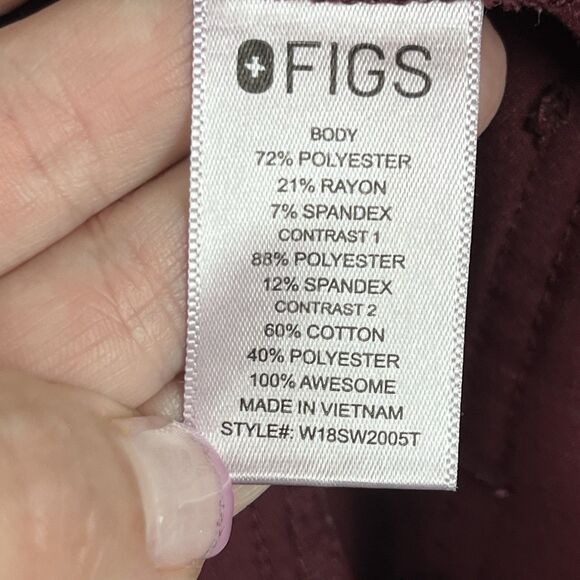 FIGS
BODY
72% POLYESTER
21% RAYON
7% SPANDEX
CONTRAST 1
88% POLYESTER
12% SPANDEX
CONTRAST 2
60% COTTON
40% POLYESTER
100% AWESOME
MADE IN VIETNAM
STYLE#: W18SW2005T